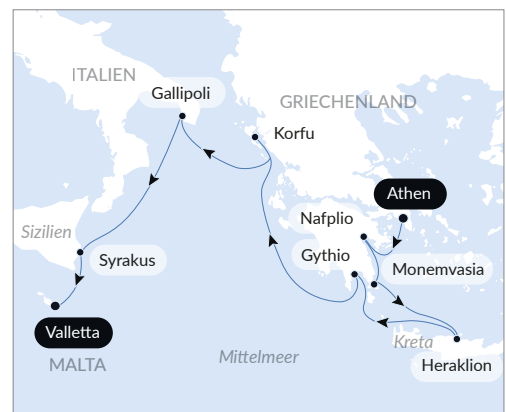 ITALIEN
Gallipoli
GRIECHENLAND
Korfu
Athen
Nafplio
Sizilien
Gythio
Syrakus
Monemvasia
Valletta
Kreta
Mittelmeer
MALTA
Heraklion